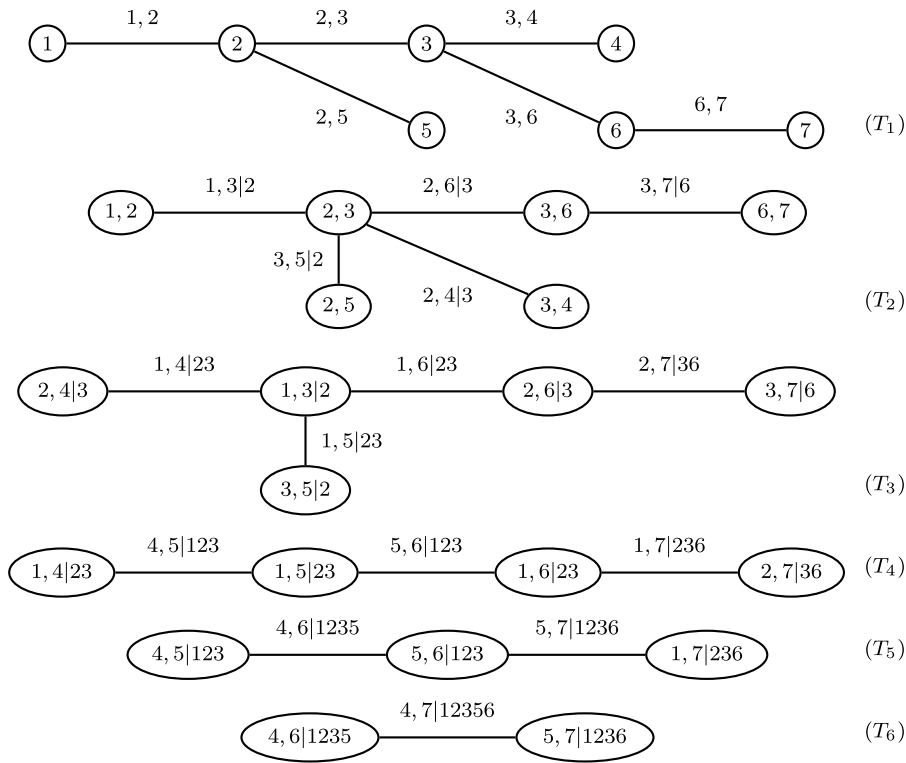 1, 2 2, 3 3, 4
1 2 3 4
2, 5 3, 6 6, 7
5 6 7 (T1)
1, 3|2 2, 6|3 3, 7|6
1, 2 2, 3 3, 6 6, 7
3, 5|2 2, 4|3
2, 5 3, 4 (T2)
1, 4|23 1, 6|23 2, 7|36
2, 4|3 1, 3|2 2, 6|3 3, 7|6
1, 5|23
3, 5|2 (T3)
4, 5|123 5, 6|123 1, 7|236
1, 4|23 1, 5|23 1, 6|23 2, 7|36 (T4)
4, 6|1235 5, 7|1236
4, 5|123 5, 6|123 1, 7|236 (T5)
4, 7|12356
4, 6|1235 5, 7|1236 (T6)